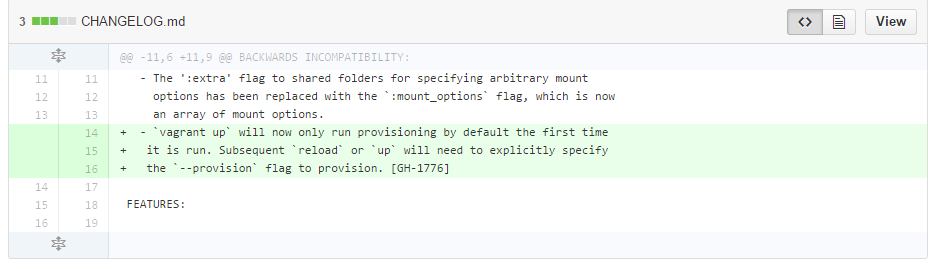 3 CHANGELOG.md <> View
@@ -11,6 +11,9 @@ BACKWARDS INCOMPATIBILITY:
11 11 - The ':extra' flag to shared folders for specifying arbitrary mount
12 12 options has been replaced with the `:mount_options` flag, which is now
13 13 an array of mount options.
14 + - `vagrant up` will now only run provisioning by default the first time
15 + it is run. Subsequent `reload` or `up` will need to explicitly specify
16 + the `--provision` flag to provision. [GH-1776]
14 17
15 18 FEATURES:
16 19